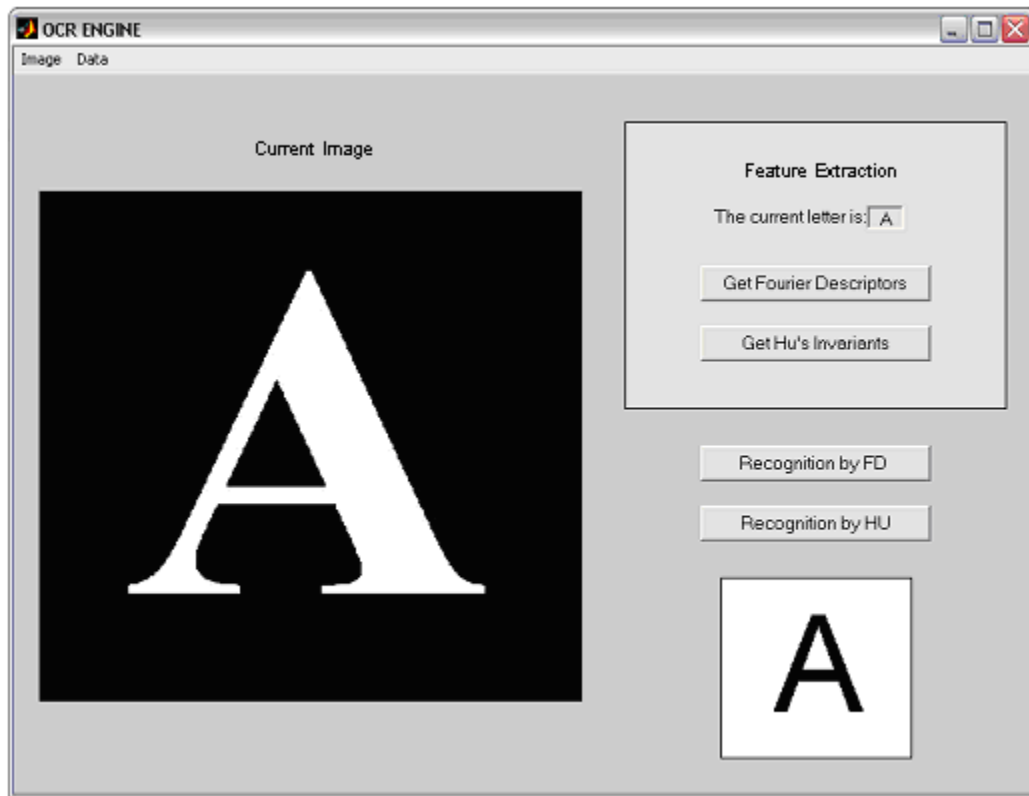 OCR ENGINE
Image Data
Current Image
A
Feature Extraction
The current letter is: A
Get Fourier Descriptors
Get Hu's Invariants
Recognition by FD
Recognition by HU
A